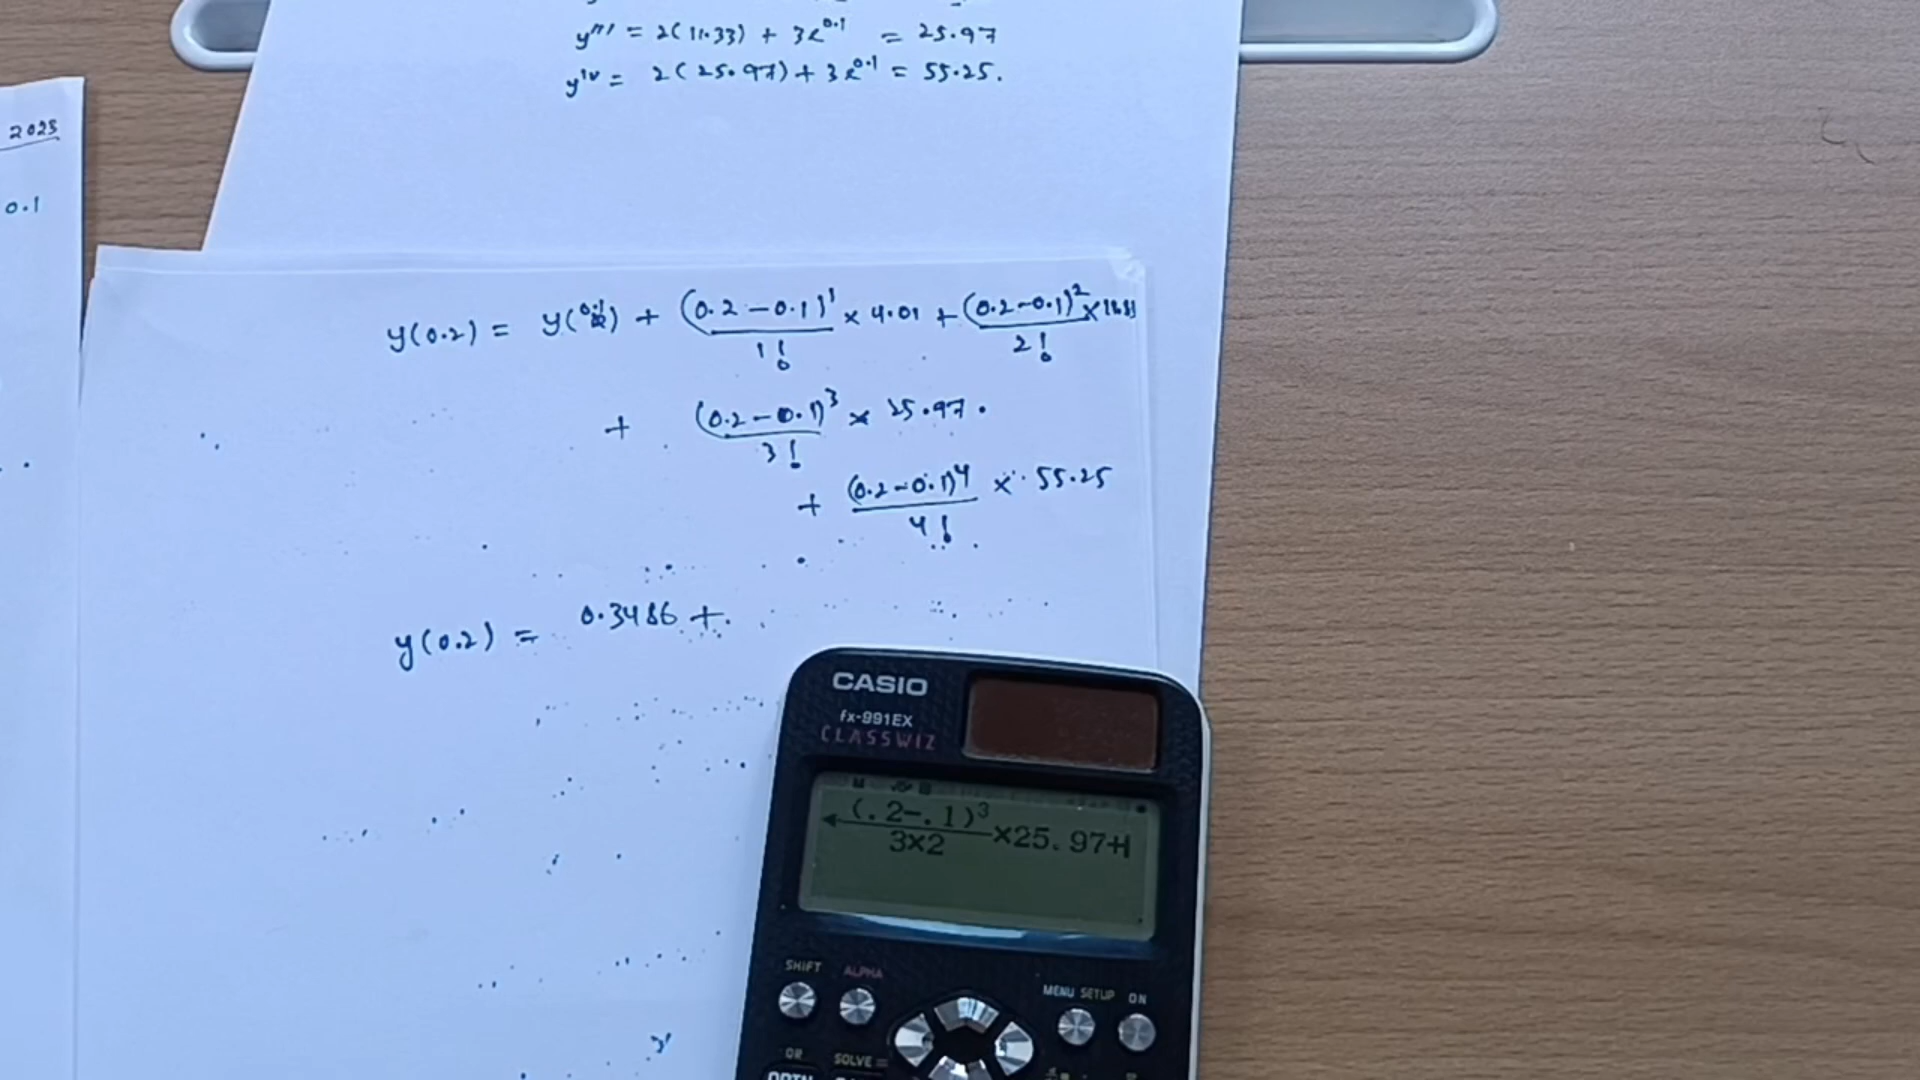 y''' = 2(11.33) + 3e^0.1 = 25.97
y^iv = 2(25.97) + 3e^0.1 = 55.25.
2023
0.1
y(0.2) = y(0.1) + (0.2-0.1)^1/1! × 4.01 + (0.2-0.1)^2/2! ×
+ (0.2-0.1)^3/3! × 25.97.
+ (0.2-0.1)^4/4! × 55.25
y(0.2) = 0.3486 +
CASIO
fx-991EX
CLASSWIZ
(.2-.1)^3/3×2 ×25.97+
SHIFT ALPHA MENU SETUP ON
QR SOLVE =
OPTN